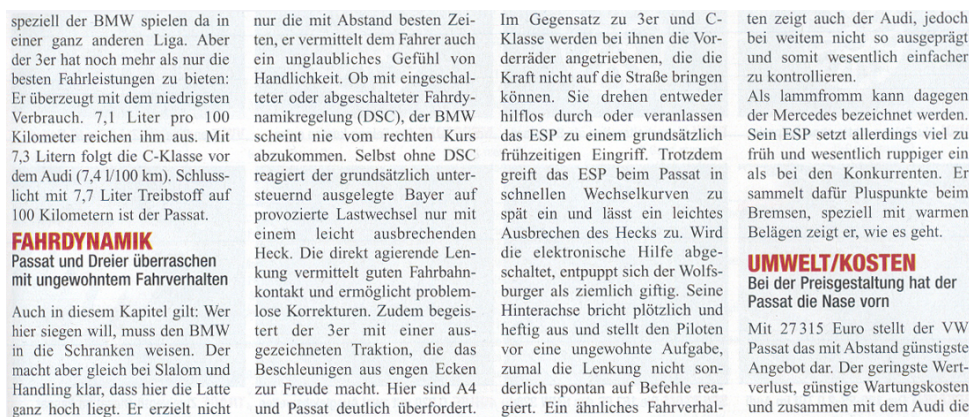 speziell der BMW spielen da in
einer ganz anderen Liga. Aber
der 3er hat noch mehr als nur die
besten Fahrleistungen zu bieten:
Er überzeugt mit dem niedrigsten
Verbrauch. 7,1 Liter pro 100
Kilometer reichen ihm aus. Mit
7,3 Litern folgt die C-Klasse vor
dem Audi (7,4 l/100 km). Schluss-
licht mit 7,7 Liter Treibstoff auf
100 Kilometern ist der Passat.
FAHRDYNAMIK
Passat und Dreier überraschen
mit ungewohntem Fahrverhalten
Auch in diesem Kapitel gilt: Wer
hier siegen will, muss den BMW
in die Schranken weisen. Der
macht aber gleich bei Slalom und
Handling klar, dass hier die Latte
ganz hoch liegt. Er erzielt nicht
nur die mit Abstand besten Zei-
ten, er vermittelt dem Fahrer auch
ein unglaubliches Gefühl von
Handlichkeit. Ob mit eingeschal-
teter oder abgeschalteter Fahrdy-
namikregelung (DSC), der BMW
scheint nie vom rechten Kurs
abzukommen. Selbst ohne DSC
reagiert der grundsätzlich unter-
steuernd ausgelegte Bayer auf
provozierte Lastwechsel nur mit
einem leicht ausbrechenden
Heck. Die direkt agierende Len-
kung vermittelt guten Fahrbahn-
kontakt und ermöglicht problem-
lose Korrekturen. Zudem begeis-
tert der 3er mit einer aus-
gezeichneten Traktion, die das
Beschleunigen aus engen Ecken
zur Freude macht. Hier sind A4
und Passat deutlich überfordert.
Im Gegensatz zu 3er und C-
Klasse werden bei ihnen die Vor-
derräder angetriebenen, die die
Kraft nicht auf die Straße bringen
können. Sie drehen entweder
hilflos durch oder veranlassen
das ESP zu einem grundsätzlich
frühzeitigen Eingriff. Trotzdem
greift das ESP beim Passat in
schnellen Wechselkurven zu
spät ein und lässt ein leichtes
Ausbrechen des Hecks zu. Wird
die elektronische Hilfe abge-
schaltet, entpuppt sich der Wolfs-
burger als ziemlich giftig. Seine
Hinterachse bricht plötzlich und
heftig aus und stellt den Piloten
vor eine ungewohnte Aufgabe,
zumal die Lenkung nicht son-
derlich spontan auf Befehle rea-
giert. Ein ähnliches Fahrverhal-
ten zeigt auch der Audi, jedoch
bei weitem nicht so ausgeprägt
und somit wesentlich einfacher
zu kontrollieren.
Als lammfromm kann dagegen
der Mercedes bezeichnet werden.
Sein ESP setzt allerdings viel zu
früh und wesentlich ruppiger ein
als bei den Konkurrenten. Er
sammelt dafür Pluspunkte beim
Bremsen, speziell mit warmen
Belägen zeigt er, wie es geht.
UMWELT/KOSTEN
Bei der Preisgestaltung hat der
Passat die Nase vorn
Mit 27 315 Euro stellt der VW
Passat das mit Abstand günstigste
Angebot dar. Der geringste Wert-
verlust, günstige Wartungskosten
und zusammen mit dem Audi die